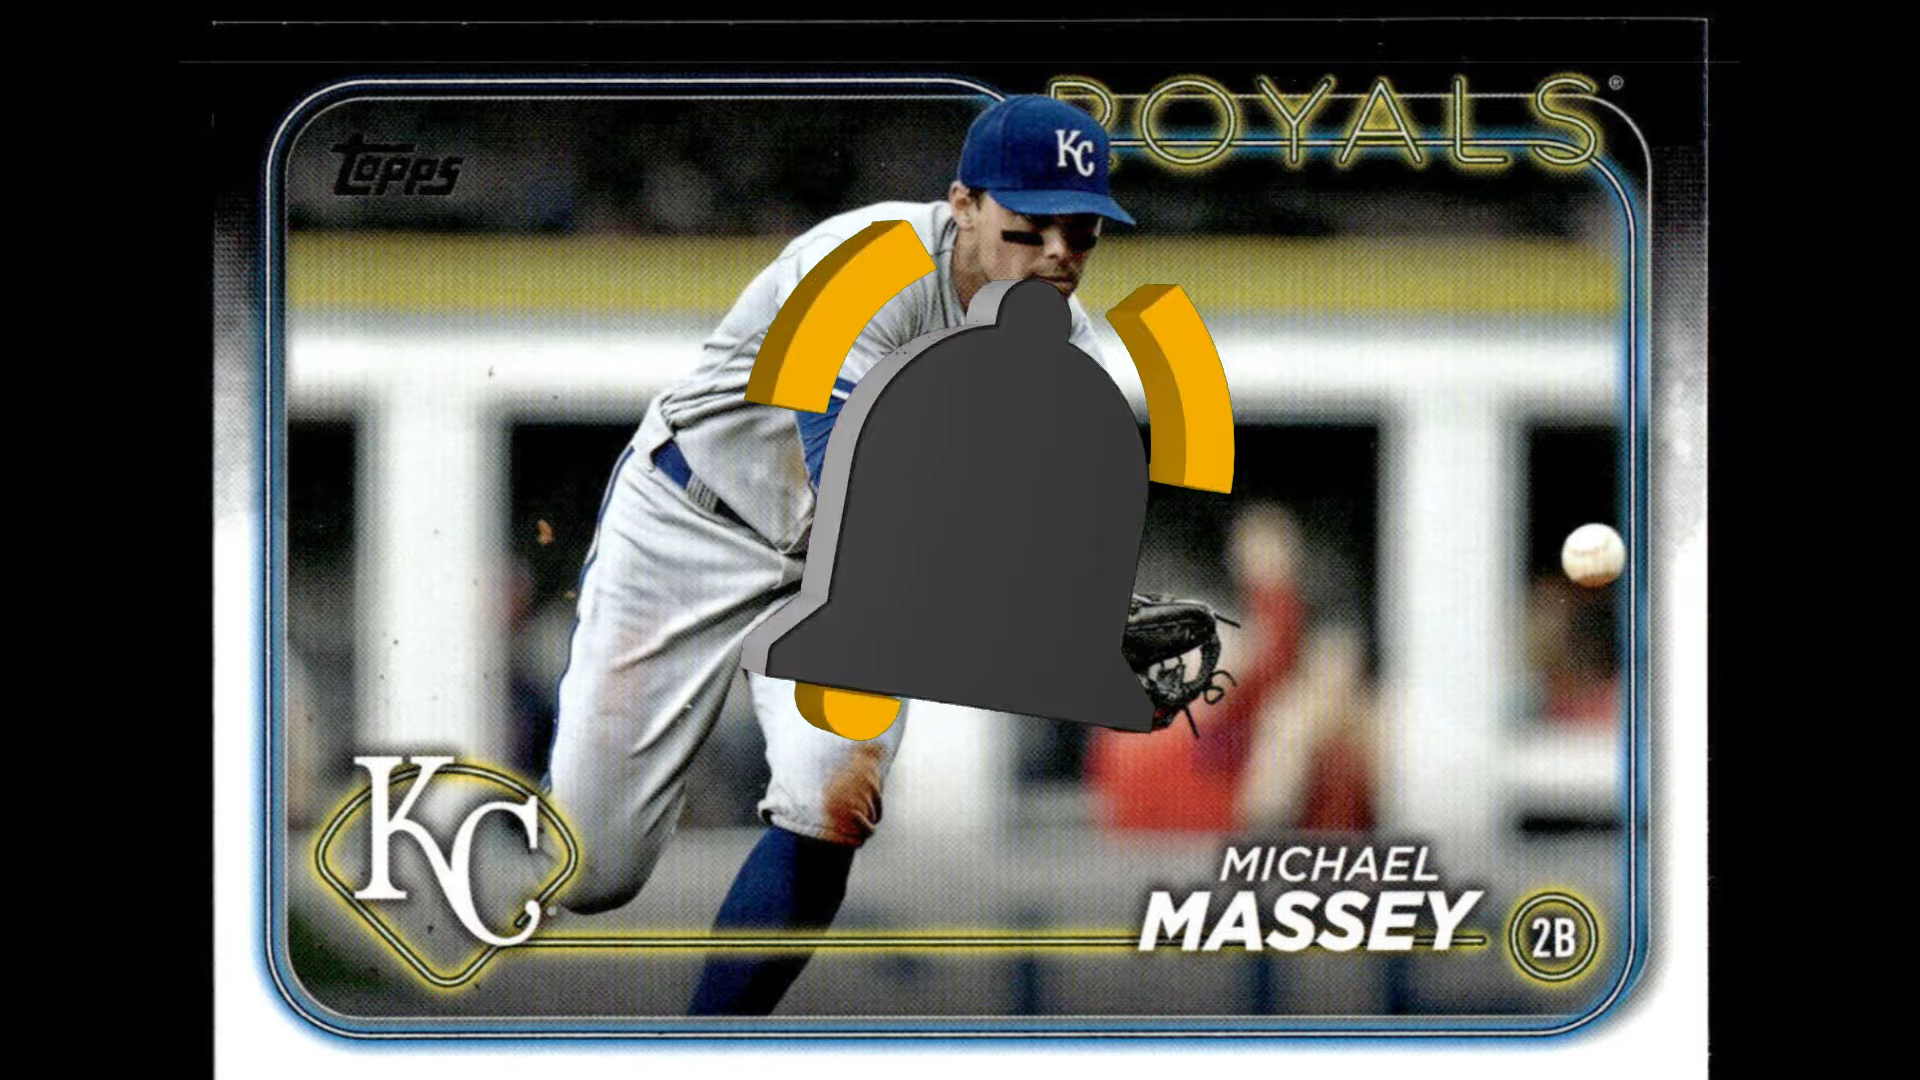 ROYALS®
KC
topps
KC
MICHAEL
MASSEY
2B